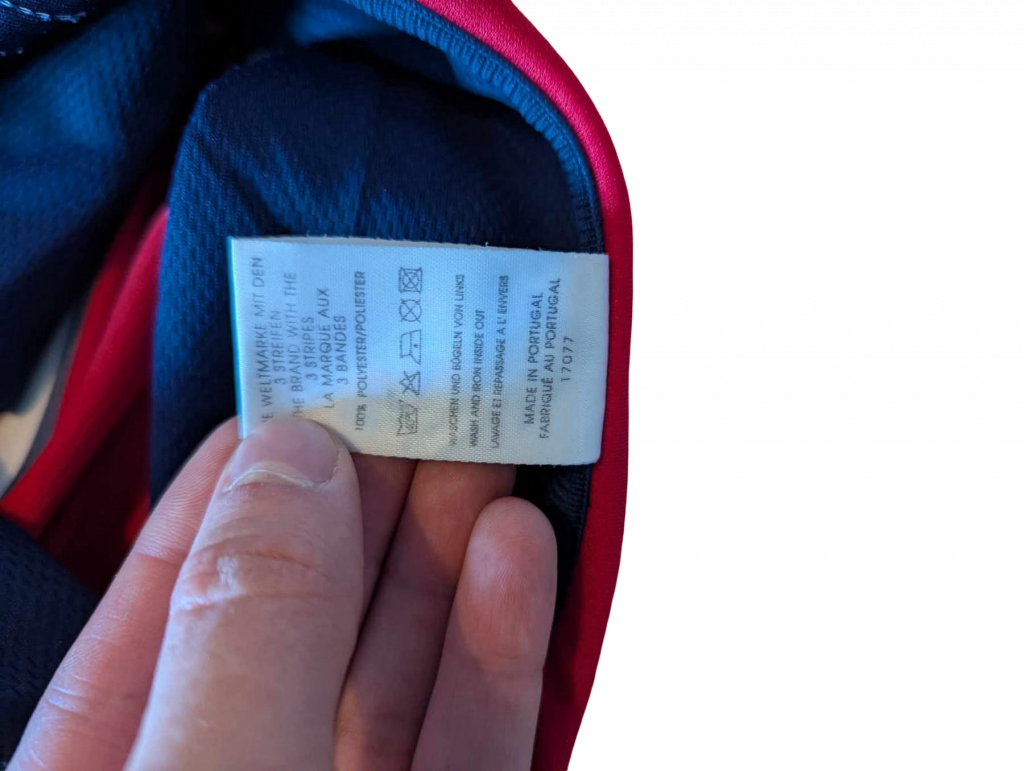 WELTMARKE MIT DEN
3 STREIFEN
THE BRAND WITH THE
3 STRIPES
LA MARQUE AUX
3 BANDES
100% POLYESTER/POLIESTER
WASCHEN UND BÜGELN VON LINKS
WASH AND IRON INSIDE OUT
LAVAGE ET REPASSAGE A L' ENVERS
MADE IN PORTUGAL
FABRIQUÉ AU PORTUGAL
17077